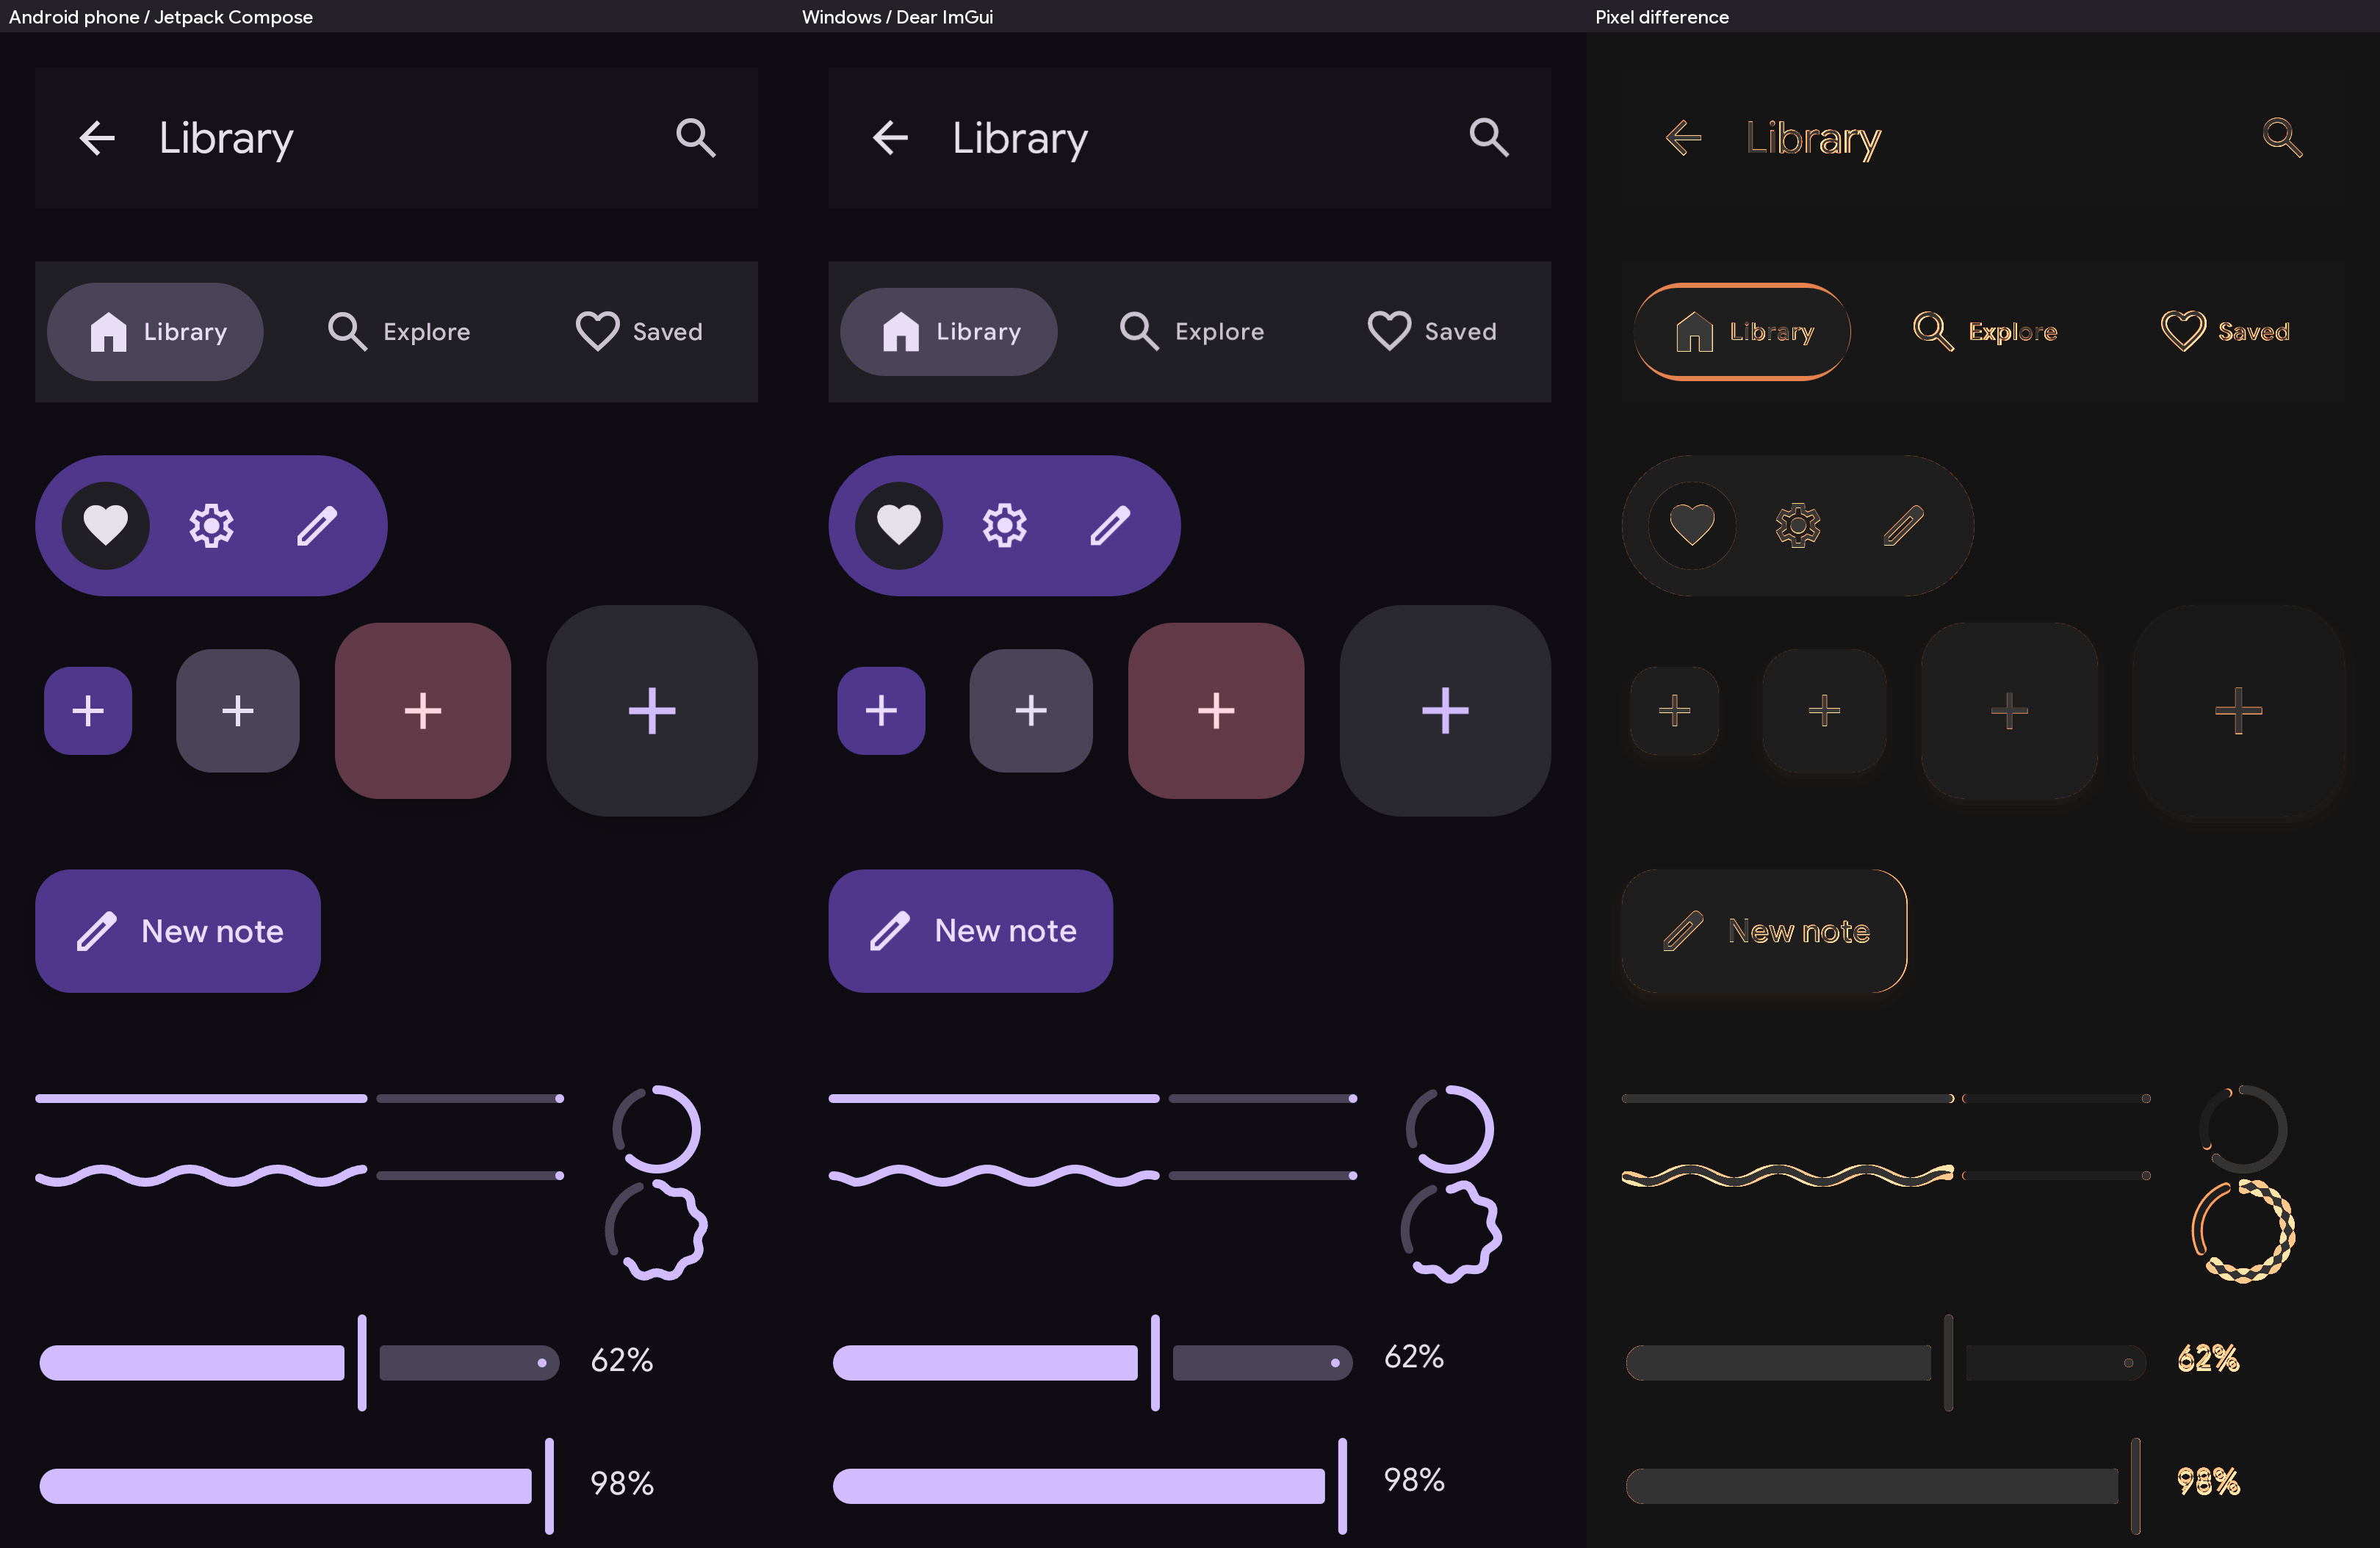 Android phone / Jetpack Compose
Windows / Dear ImGui
Pixel difference
Library
Library
Library
Library Explore Saved
Library Explore Saved
Library Explore Saved
New note
New note
New note
62%
62%
62%
98%
98%
98%